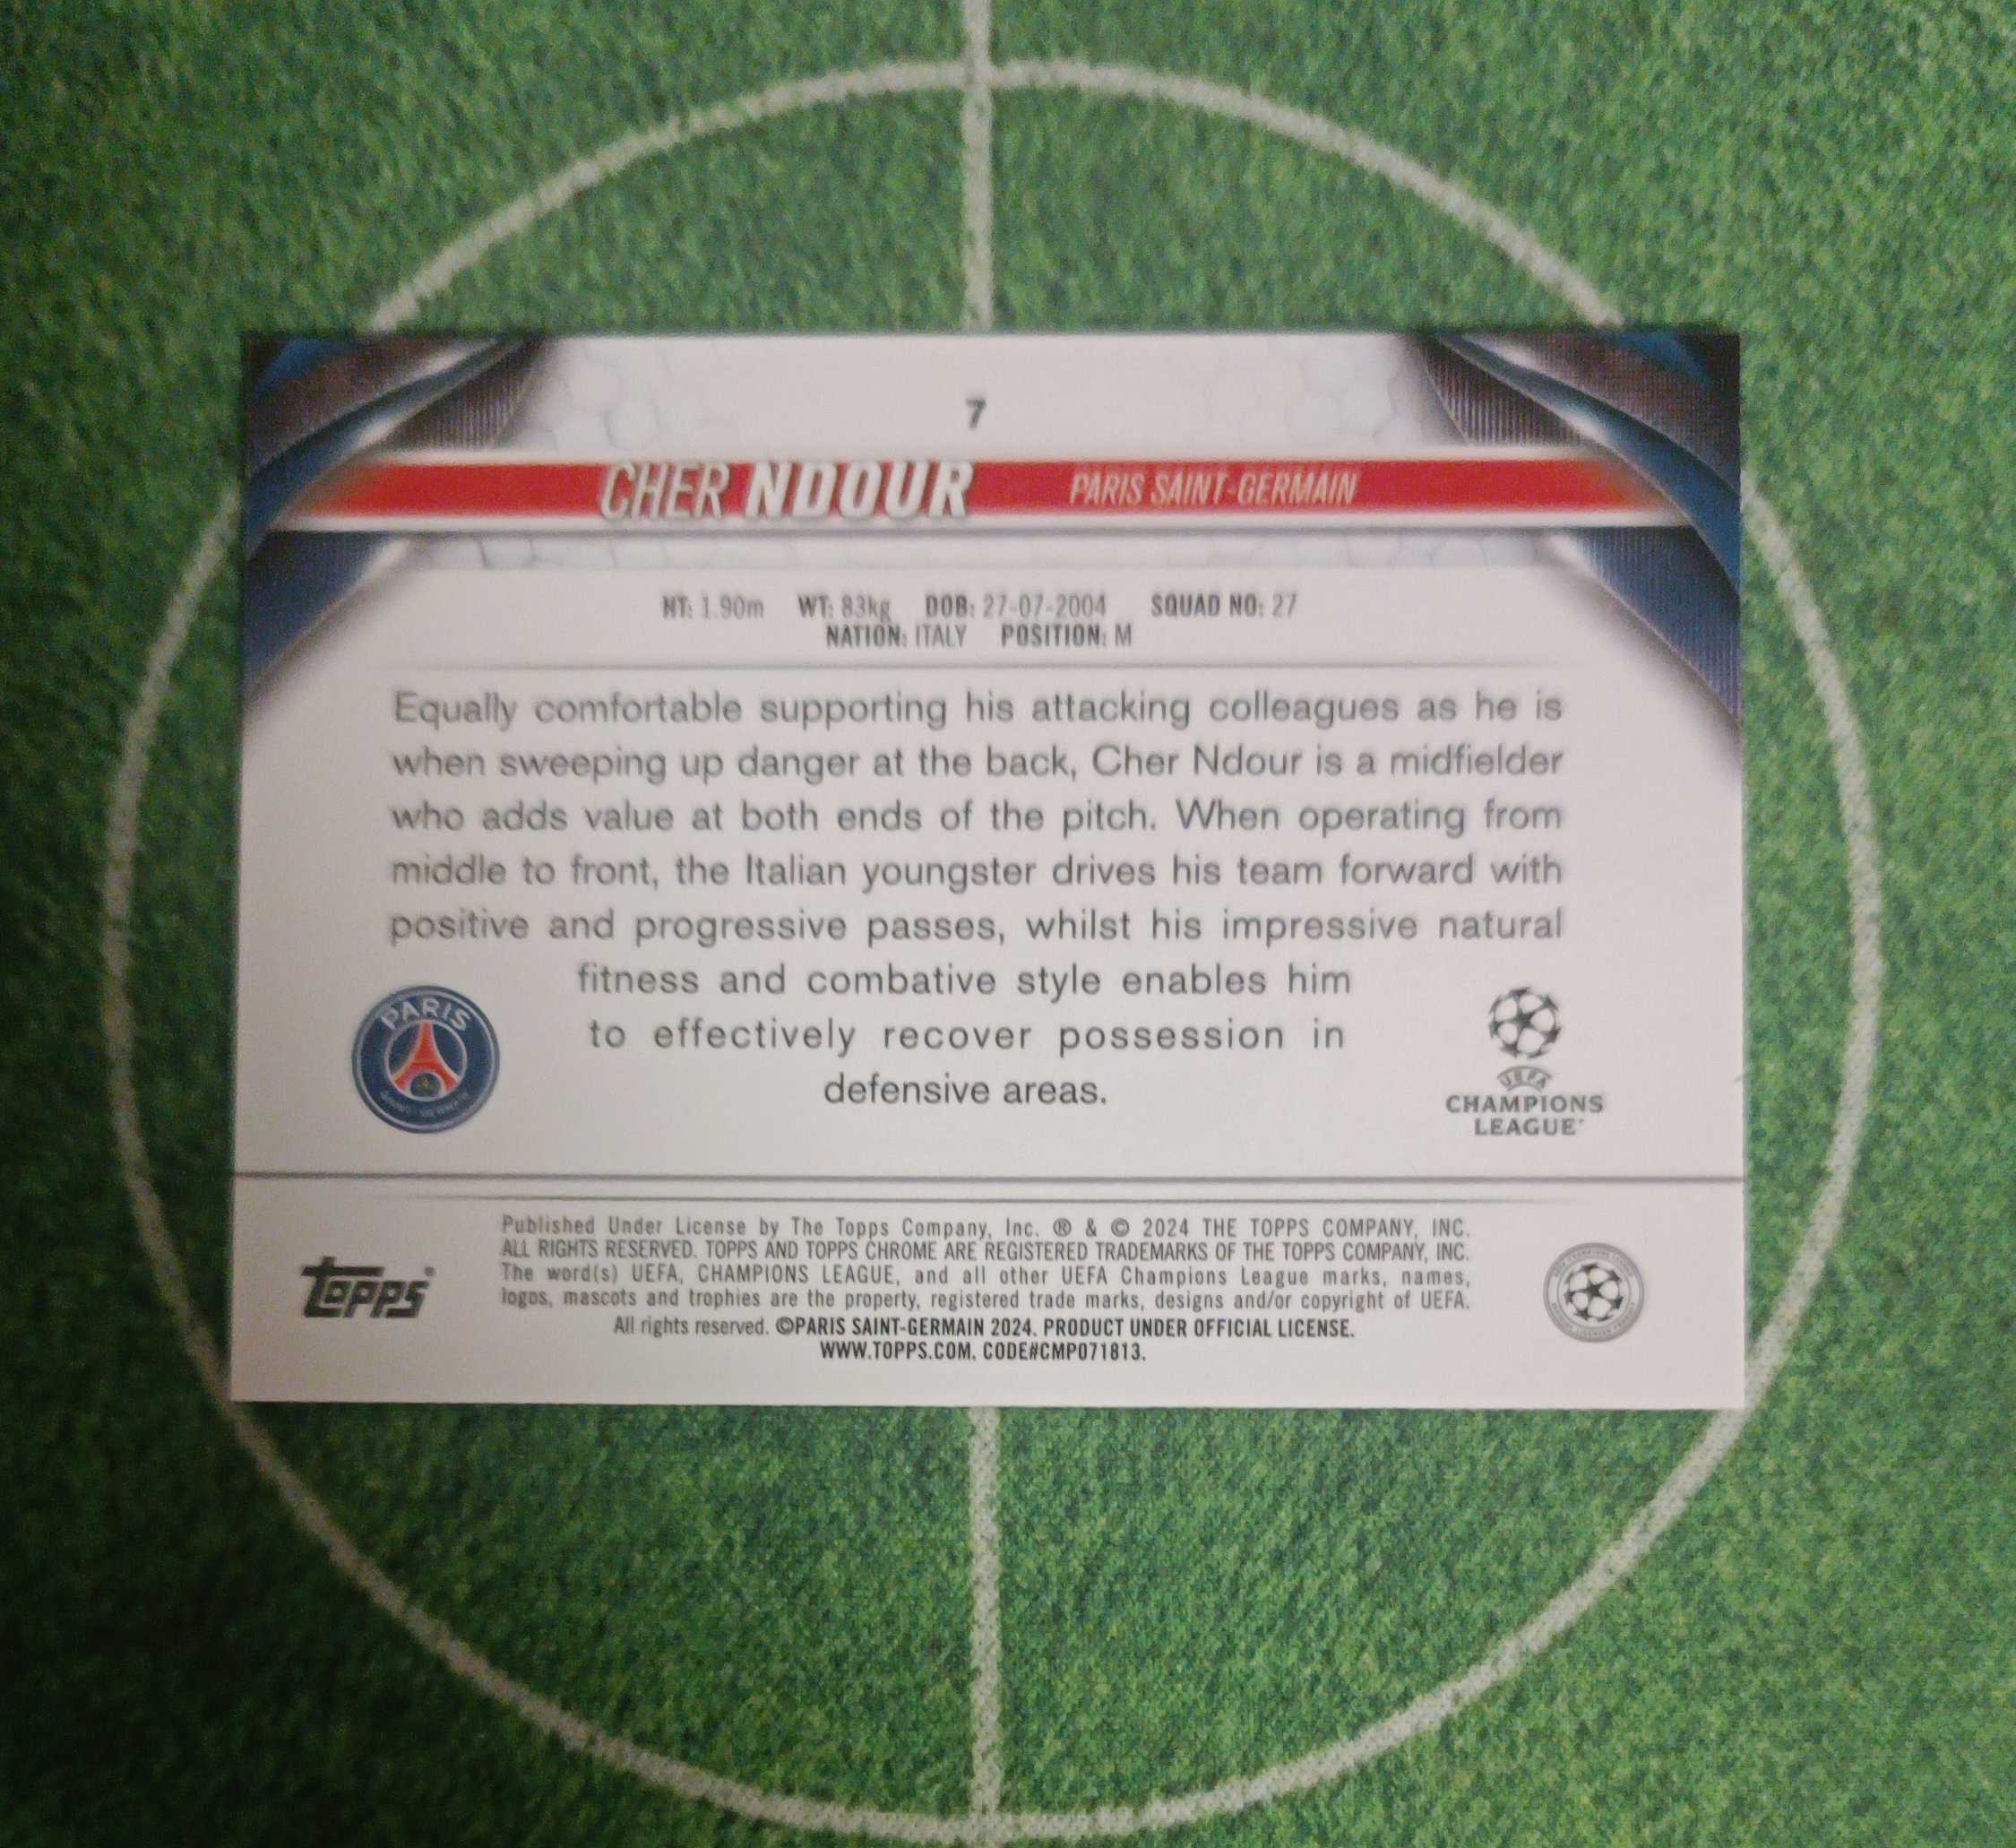 7
CHER NDOUR PARIS SAINT-GERMAIN
HT: 1.90m WT: 83kg DOB: 27-07-2004 SQUAD NO: 27
NATION: ITALY POSITION: M
Equally comfortable supporting his attacking colleagues as he is
when sweeping up danger at the back, Cher Ndour is a midfielder
who adds value at both ends of the pitch. When operating from
middle to front, the Italian youngster drives his team forward with
positive and progressive passes, whilst his impressive natural
fitness and combative style enables him
to effectively recover possession in
defensive areas.
PARIS
UEFA
CHAMPIONS
LEAGUE
topps®
Published Under License by The Topps Company, Inc. ® & © 2024 THE TOPPS COMPANY, INC.
ALL RIGHTS RESERVED. TOPPS AND TOPPS CHROME ARE REGISTERED TRADEMARKS OF THE TOPPS COMPANY, INC.
The word(s) UEFA, CHAMPIONS LEAGUE, and all other UEFA Champions League marks, names,
logos, mascots and trophies are the property, registered trade marks, designs and/or copyright of UEFA.
All rights reserved. ©PARIS SAINT-GERMAIN 2024. PRODUCT UNDER OFFICIAL LICENSE.
WWW.TOPPS.COM. CODE#CMP071813.